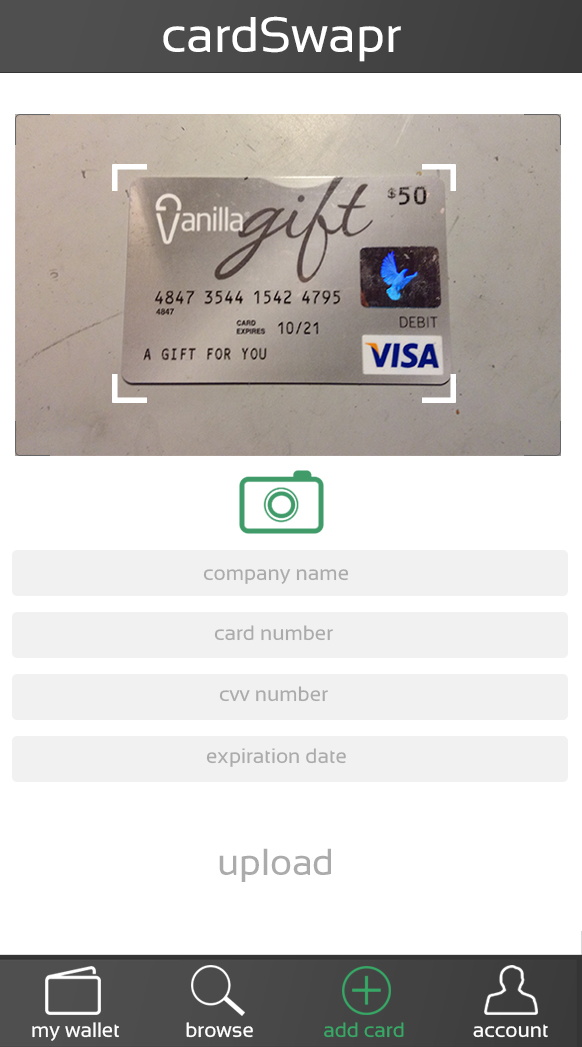 cardSwapr
Vanilla® gift $50
4847 3544 1542 4795
4847
CARD EXPIRES 10/21
DEBIT
A GIFT FOR YOU
VISA
company name
card number
cvv number
expiration date
upload
my wallet browse add card account